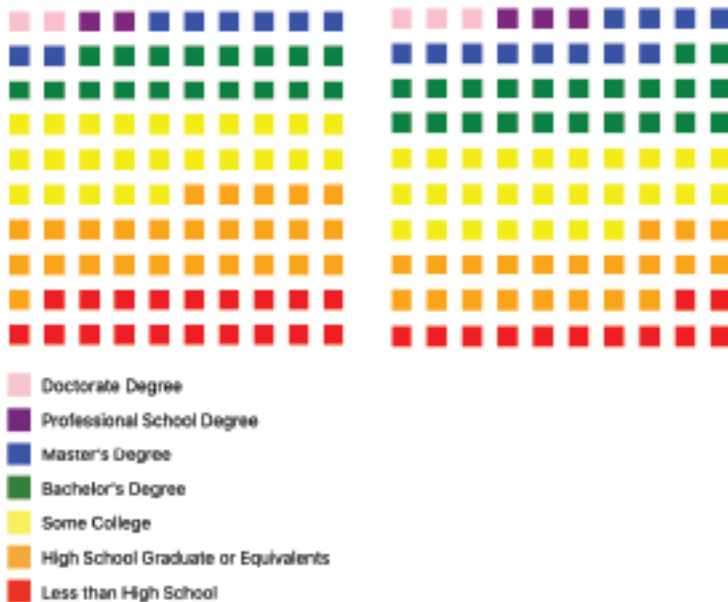 Doctorate Degree
Professional School Degree
Master's Degree
Bachelor's Degree
Some College
High School Graduate or Equivalents
Less than High School